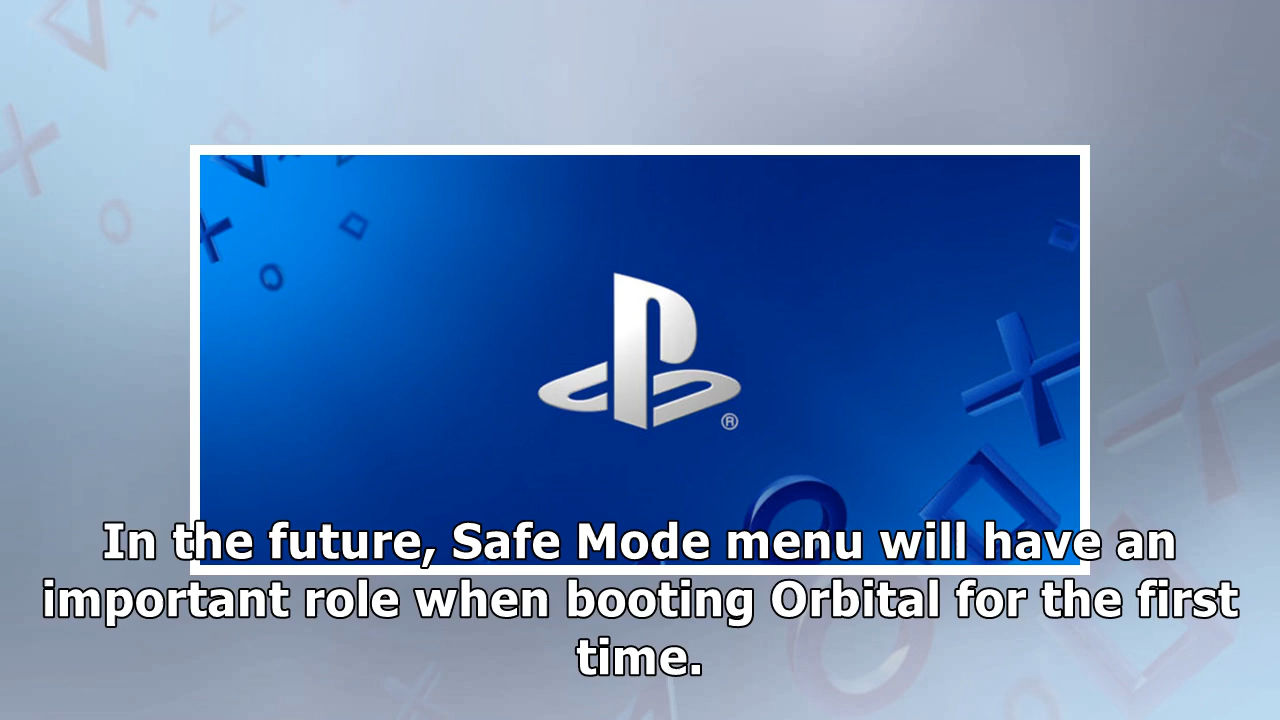 ®
In the future, Safe Mode menu will have an
important role when booting Orbital for the first
time.